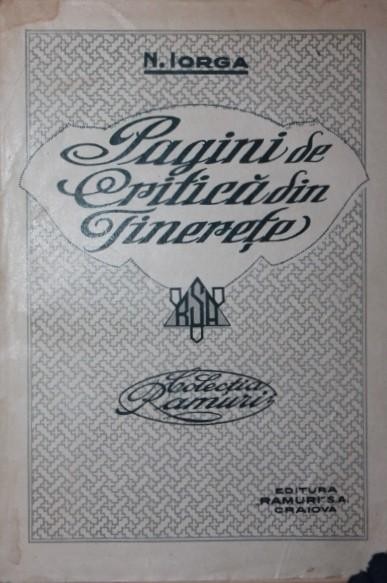 N. IORGA
Pagini de
Critică din
Tinerețe
RSA
Colecția
Ramuri
EDITURA
"RAMURI" S.A.
CRAIOVA